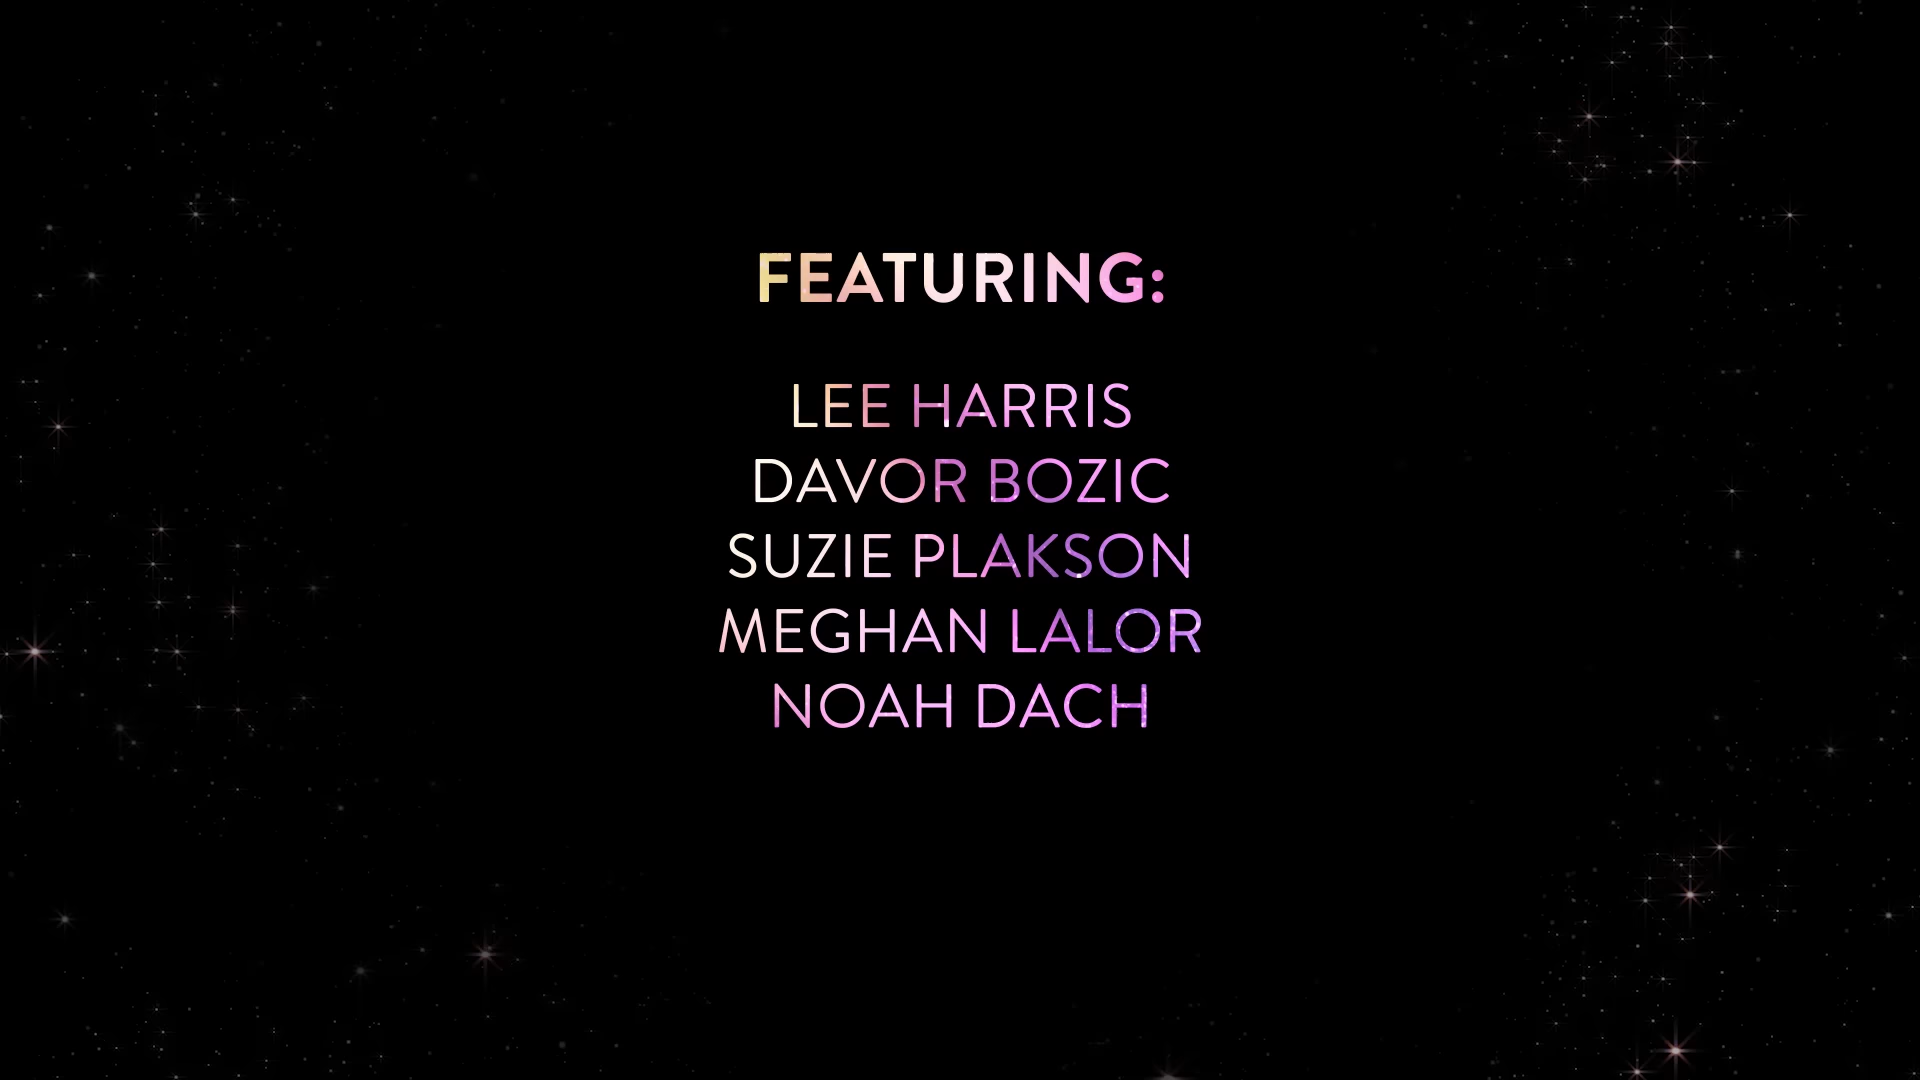 FEATURING:
LEE HARRIS
DAVOR BOZIC
SUZIE PLAKSON
MEGHAN LALOR
NOAH DACH